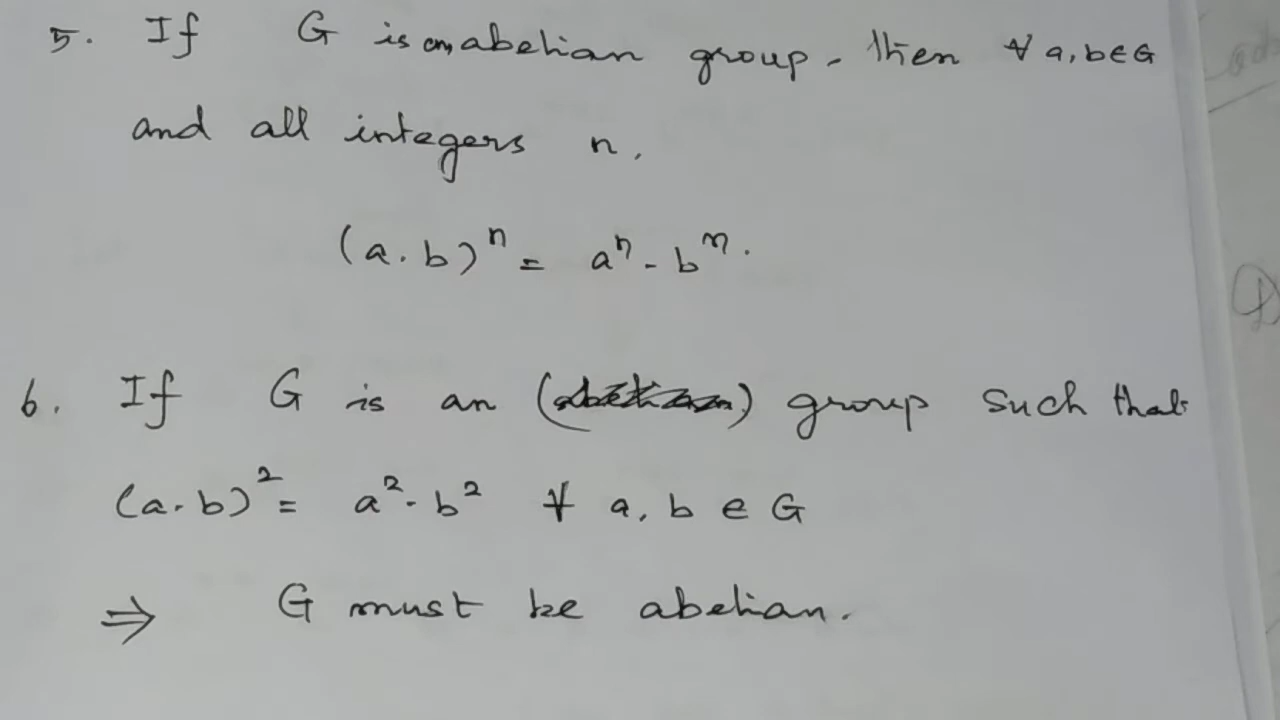 5. If G is an abelian group. Then ∀ a, b ∈ G
and all integers n.
(a.b)ⁿ = aⁿ - bⁿ.
6. If G is an () group such that
(a.b)² = a² . b² ∀ a, b ∈ G
⇒ G must be abelian.